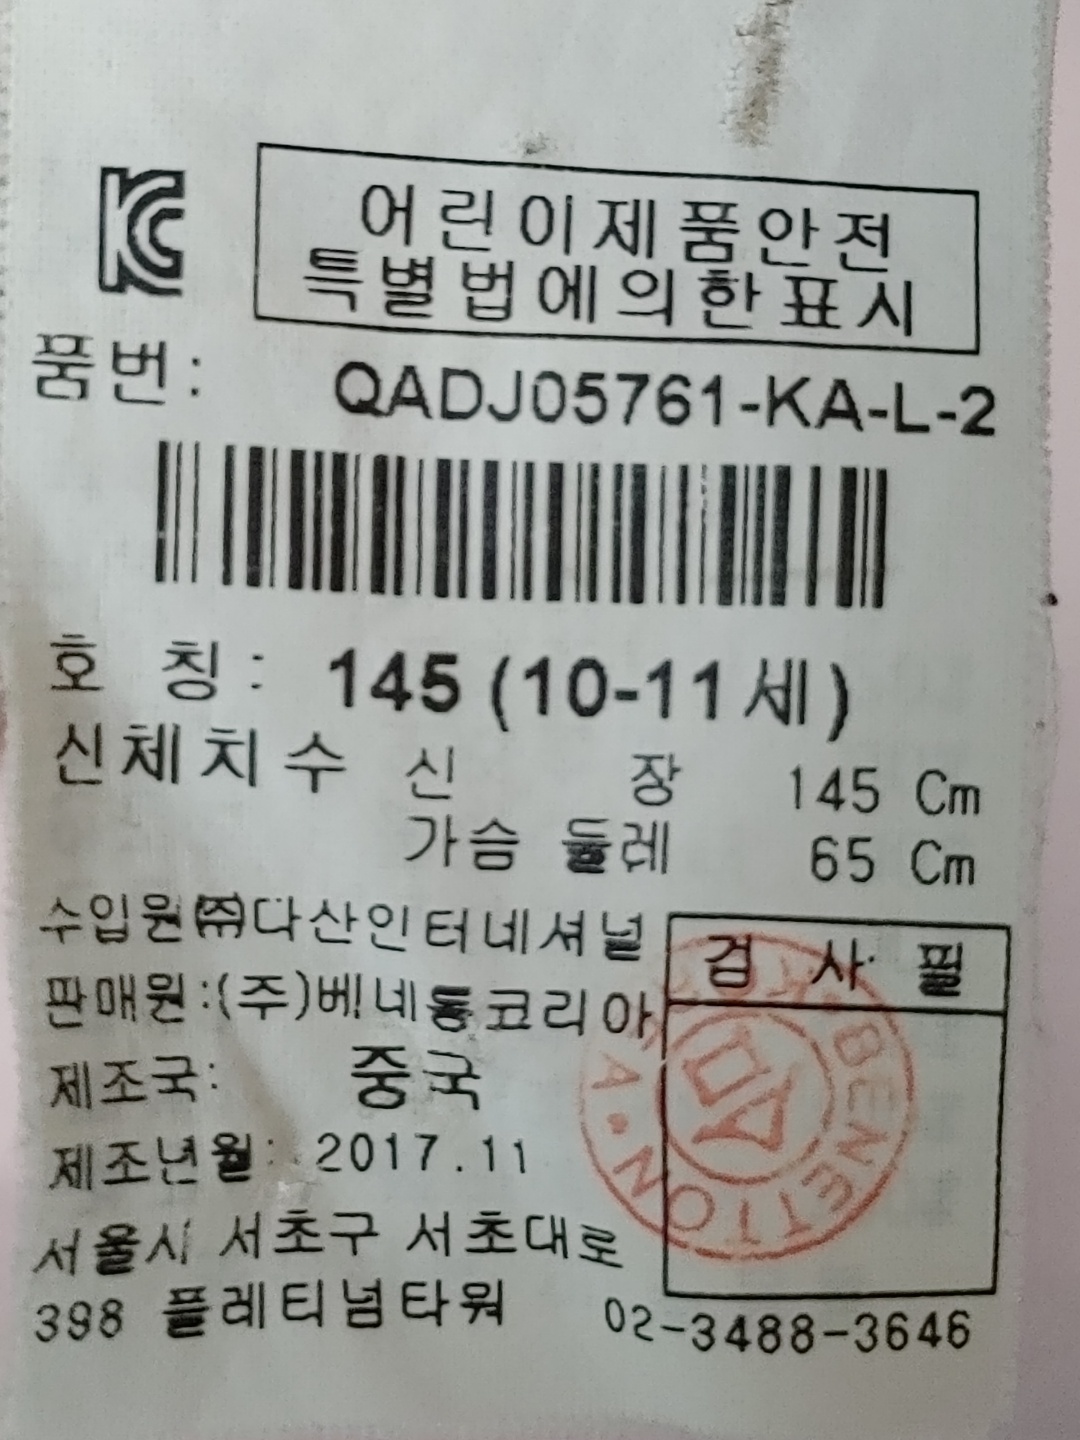 KC
어린이제품안전
특별법에의한표시
품번: QADJ05761-KA-L-2
호 칭: 145 (10-11세)
신체치수 신 장 145 Cm
가슴 둘레 65 Cm
수입원㈜다산인터네셔널
판매원:(주)베네통코리아
제조국: 중국
제조년월: 2017.11
서울시 서초구 서초대로
398 플레티넘타워
02-3488-3646
검 사 필
BENETTON